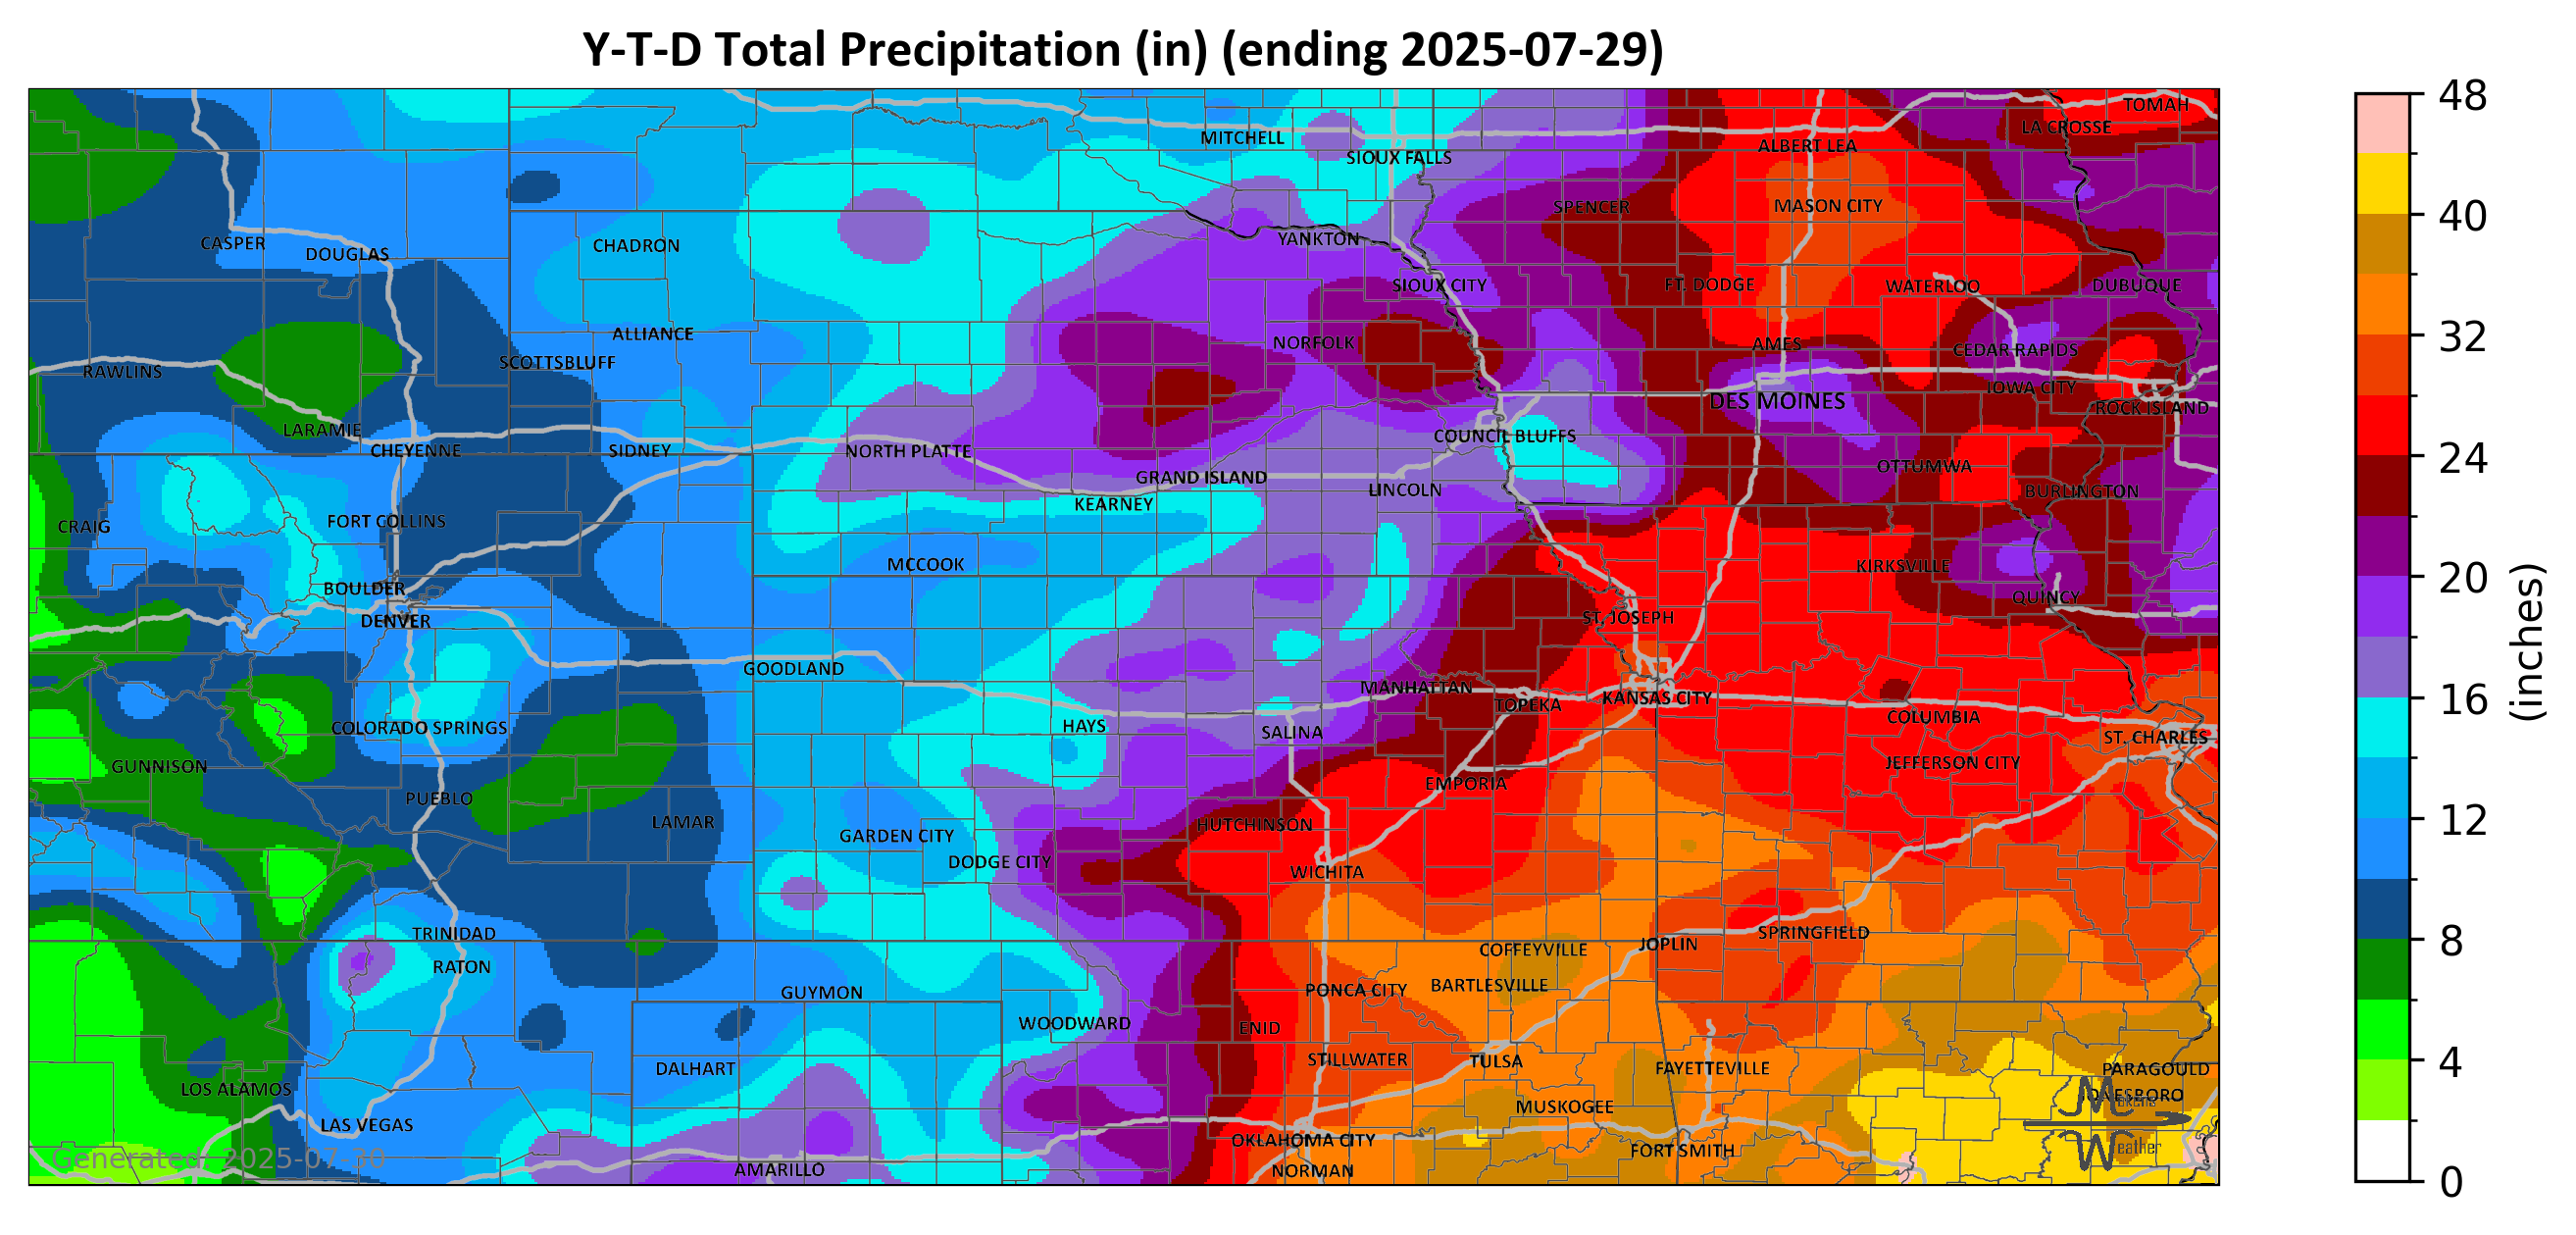 Y-T-D Total Precipitation (in) (ending 2025-07-29)
48
TOMAH
LA CROSSE
MITCHELL
ALBERT LEA
SIOUX FALLS
SPENCER
MASON CITY
40
CASPER
DOUGLAS
CHADRON
YANKTON
SIOUX CITY
FT. DODGE
WATERLOO
DUBUQUE
ALLIANCE
NORFOLK
AMES
CEDAR RAPIDS
32
RAWLINS
SCOTTSBLUFF
IOWA CITY
DES MOINES
ROCK ISLAND
LARAMIE
CHEYENNE
SIDNEY
NORTH PLATTE
COUNCIL BLUFFS
24
GRAND ISLAND
OTTUMWA
LINCOLN
BURLINGTON
KEARNEY
CRAIG
FORT COLLINS
MCCOOK
KIRKSVILLE
20
BOULDER
QUINCY
DENVER
ST. JOSEPH
(inches)
GOODLAND
MANHATTAN
TOPEKA
KANSAS CITY
16
COLORADO SPRINGS
HAYS
SALINA
COLUMBIA
ST. CHARLES
GUNNISON
EMPORIA
JEFFERSON CITY
PUEBLO
LAMAR
GARDEN CITY
HUTCHINSON
12
DODGE CITY
WICHITA
TRINIDAD
COFFEYVILLE
JOPLIN
SPRINGFIELD
8
RATON
GUYMON
PONCA CITY
BARTLESVILLE
WOODWARD
ENID
DALHART
STILLWATER
TULSA
FAYETTEVILLE
PARAGOULD
4
LOS ALAMOS
MUSKOGEE
JONESBORO
LAS VEGAS
OKLAHOMA CITY
FORT SMITH
Weather
Generated: 2025-07-30
AMARILLO
NORMAN
0